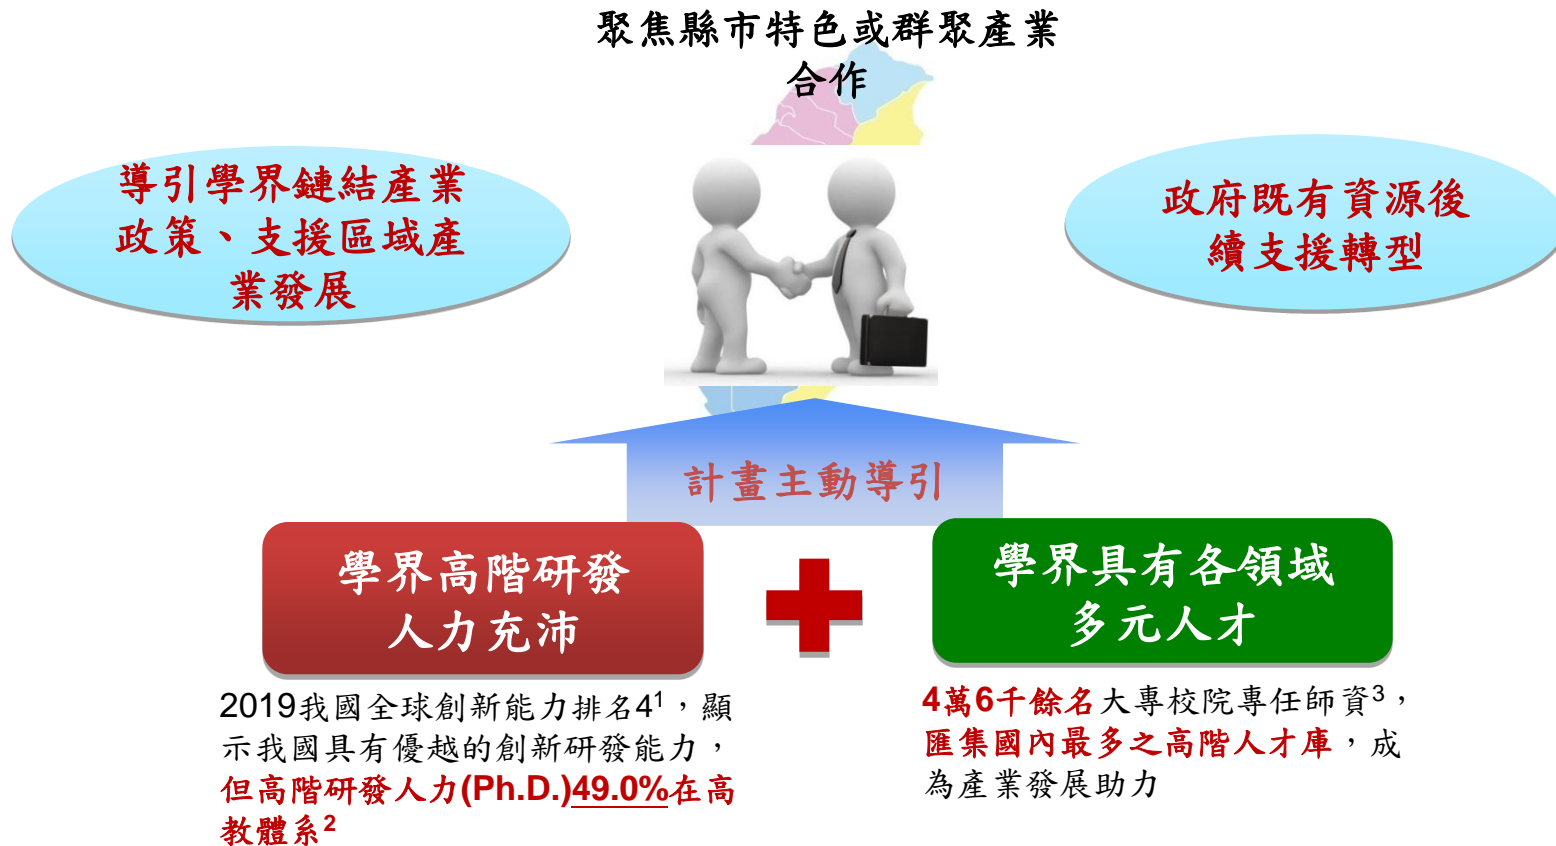 聚焦縣市特色或群聚產業
合作
導引學界鏈結產業
政策、支援區域產
業發展
政府既有資源後
續支援轉型
計畫主動導引
學界高階研發
人力充沛
學界具有各領域
多元人才
2019我國全球創新能力排名4¹，顯
示我國具有優越的創新研發能力，
但高階研發人力(Ph.D.)49.0%在高
教體系²
4萬6千餘名大專校院專任師資³，
匯集國內最多之高階人才庫，成
為產業發展助力